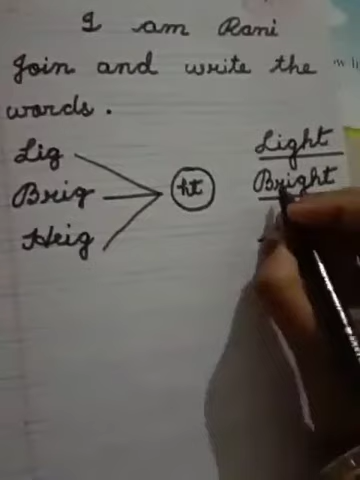 I am Rani
Join and write the
words.
Lig
Brig
Heig
ht
Light
Bright